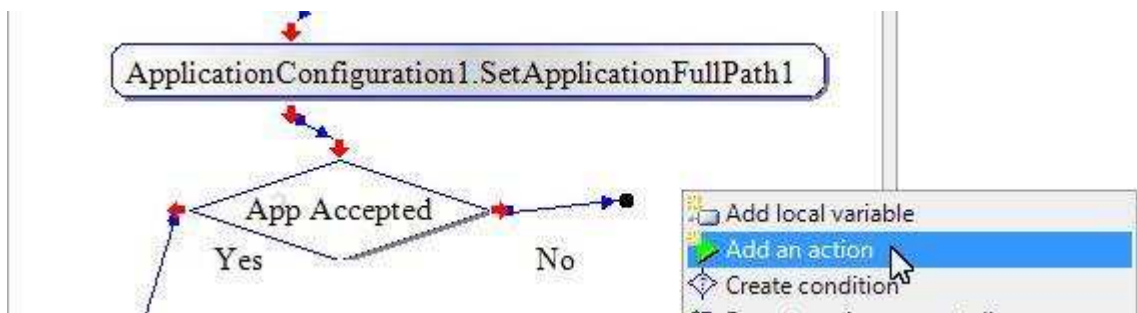 ApplicationConfiguration1.SetApplicationFullPath1
App Accepted
Yes
No
Add local variable
Add an action
Create condition